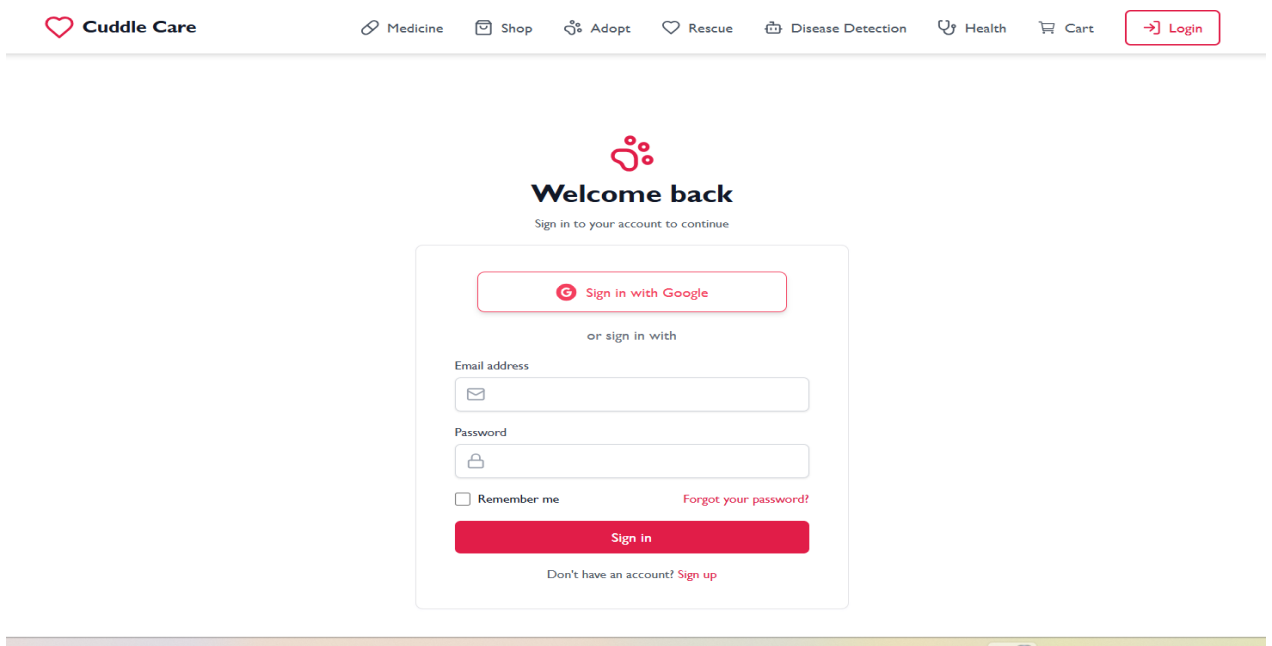 Cuddle Care Medicine Shop Adopt Rescue Disease Detection Health Cart Login
Welcome back
Sign in to your account to continue
G Sign in with Google
or sign in with
Email address
Password
Remember me Forgot your password?
Sign in
Don't have an account? Sign up